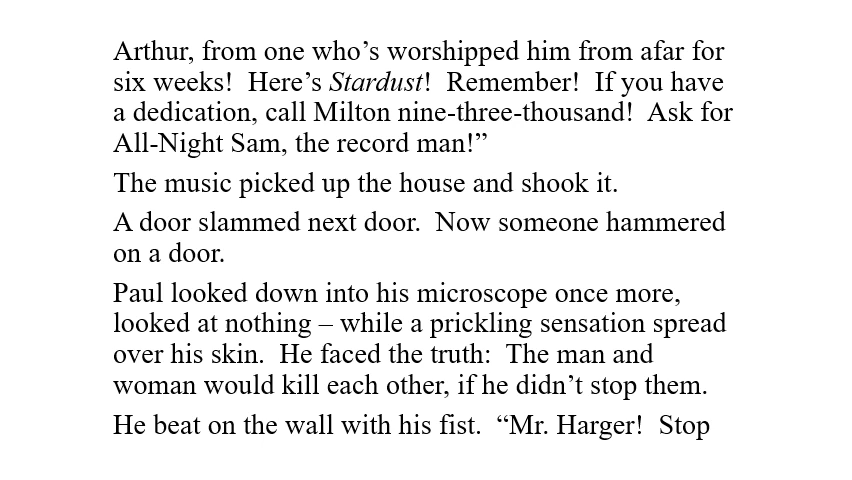 Arthur, from one who’s worshipped him from afar for
six weeks!  Here’s Stardust!  Remember!  If you have
a dedication, call Milton nine-three-thousand!  Ask for
All-Night Sam, the record man!”
The music picked up the house and shook it.
A door slammed next door.  Now someone hammered
on a door.
Paul looked down into his microscope once more,
looked at nothing – while a prickling sensation spread
over his skin.  He faced the truth:  The man and
woman would kill each other, if he didn’t stop them.
He beat on the wall with his fist.  “Mr. Harger!  Stop